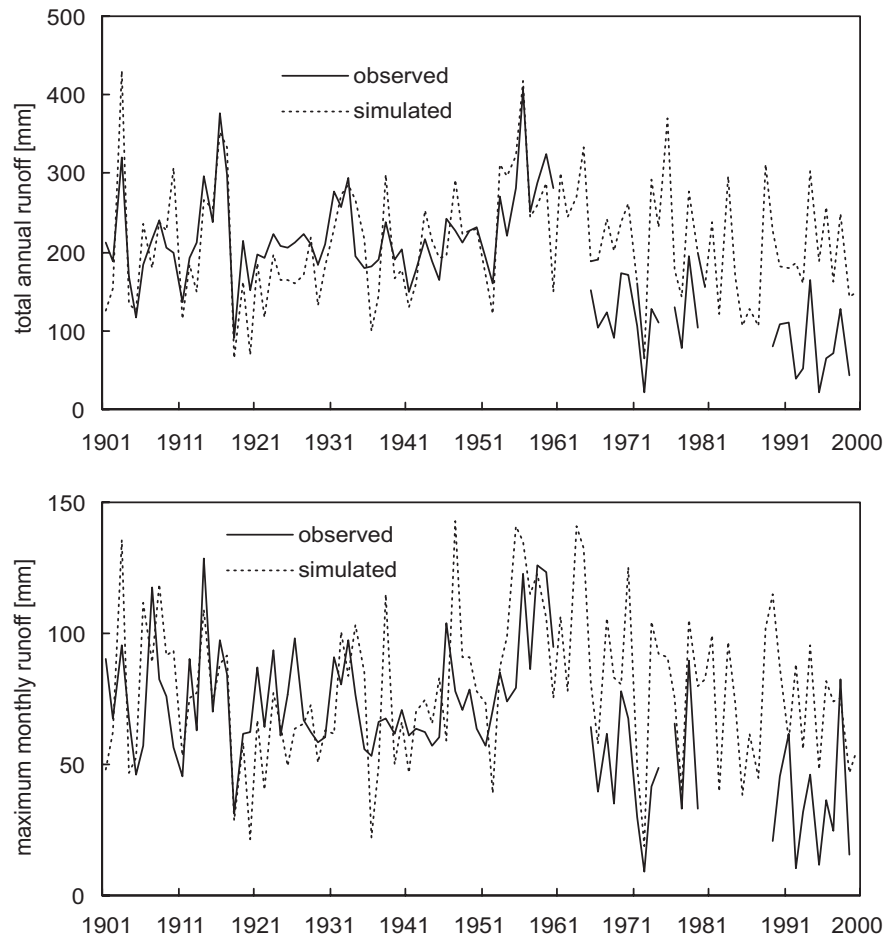 total annual runoff [mm]
500
400
300
200
100
0
observed
simulated
1901 1911 1921 1931 1941 1951 1961 1971 1981 1991 2000
maximum monthly runoff [mm]
150
100
50
0
observed
simulated
1901 1911 1921 1931 1941 1951 1961 1971 1981 1991 2000